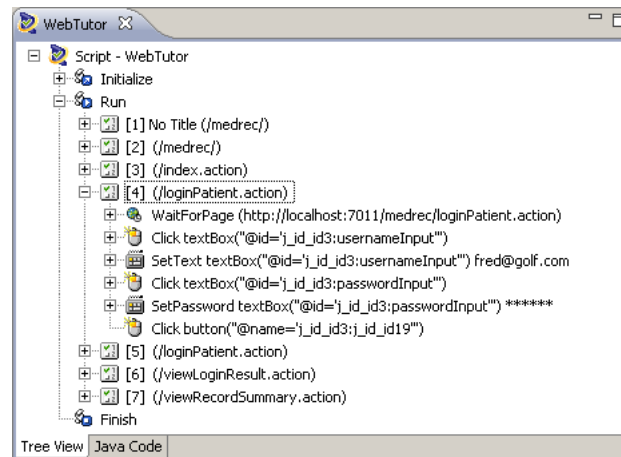 WebTutor
Script - WebTutor
Initialize
Run
[1] No Title (/medrec/)
[2] (/medrec/)
[3] (/index.action)
[4] (/loginPatient.action)
WaitForPage (http://localhost:7011/medrec/loginPatient.action)
Click textBox("@id='j_id_id3:usernameInput'")
SetText textBox("@id='j_id_id3:usernameInput'") fred@golf.com
Click textBox("@id='j_id_id3:passwordInput'")
SetPassword textBox("@id='j_id_id3:passwordInput'") ******
Click button("@name='j_id_id3:j_id_id19'")
[5] (/loginPatient.action)
[6] (/viewLoginResult.action)
[7] (/viewRecordSummary.action)
Finish
Tree View Java Code